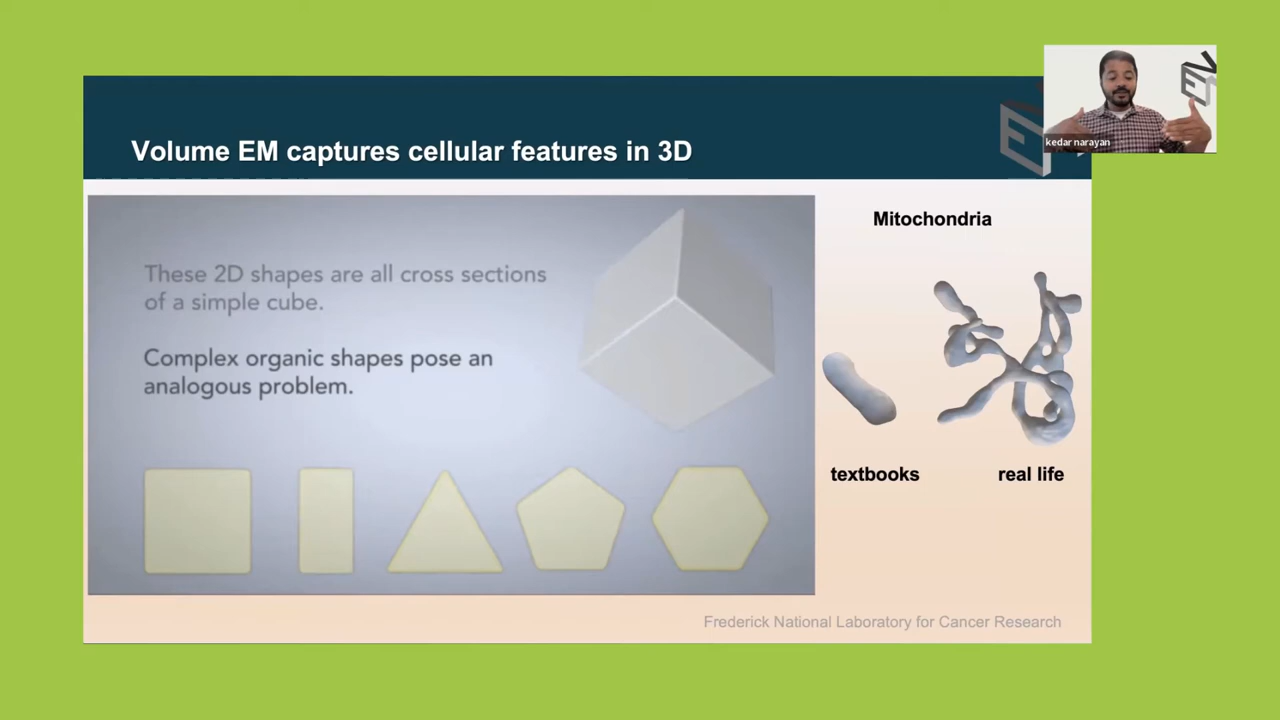 Volume EM captures cellular features in 3D
kedar narayan
These 2D shapes are all cross sections
of a simple cube.
Complex organic shapes pose an
analogous problem.
Mitochondria
textbooks
real life
Frederick National Laboratory for Cancer Research